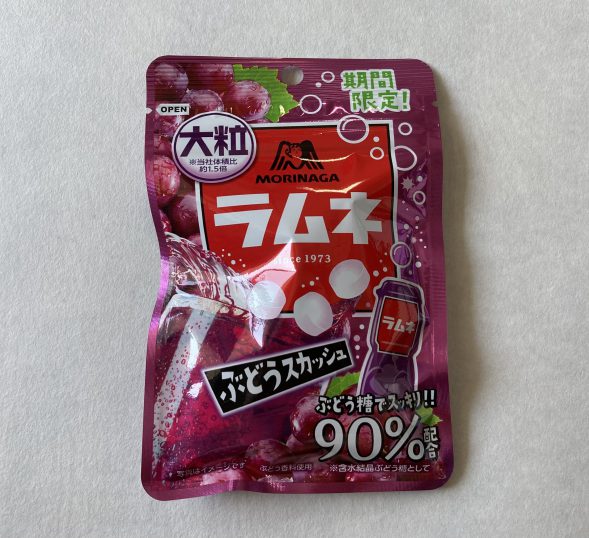 期間
限定!
OPEN
大粒
※当社体積比
約1.5倍
MORINAGA
ラムネ
since 1973
ラムネ
ぶどうスカッシュ
ぶどう糖でスッキリ!!
90%配合
※含水結晶ぶどう糖として
写真はイメージです
ぶどう香料使用